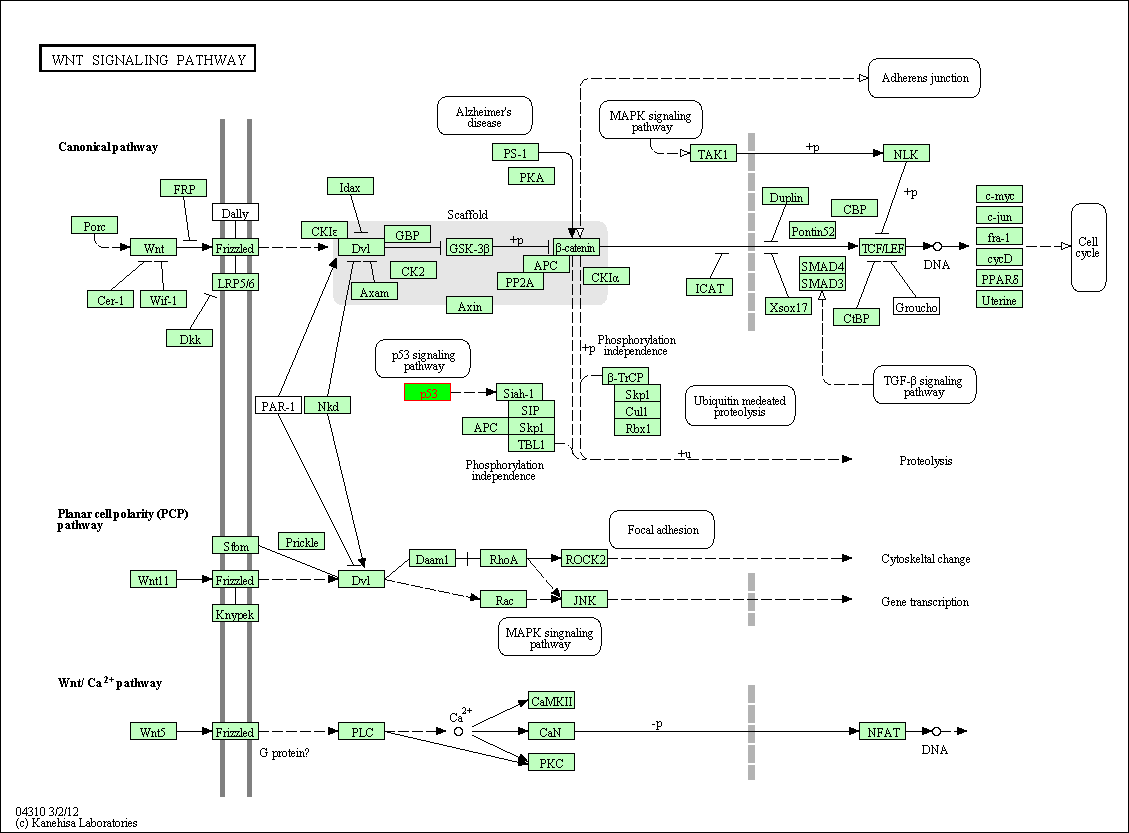 WNT SIGNALING PATHWAY
Adherens junction
Alzheimer's
disease
MAPK signaling
pathway
Canonical pathway
PS-1
TAK1
+p
NLK
PKA
FRP
Idax
+p
Duplin
c-myc
Dally
Scaffold
CBP
c-jun
Porc
CKIε
GBP
Pontin52
fra-1
Wnt
Frizzled
Dvl
GSK-3β
+p
β-catenin
TCF/LEF
DNA
Cell
cycle
cycD
APC
SMAD4
CK2
PP2A
CKIα
SMAD3
PPARδ
LRP5/6
Axam
ICAT
Cer-1
Wif-1
Axin
Xsox17
Groucho
Uterine
CtBP
Dkk
+p
Phosphorylation
independence
p53 signaling
pathway
β-TrCP
TGF-β signaling
pathway
p53
Siah-1
Skp1
PAR-1
Nkd
SIP
Cul1
Ubiquitin medeated
proteolysis
APC
Skp1
Rbx1
TBL1
+u
Proteolysis
Phosphorylation
independence
Planar cell polarity (PCP)
pathway
Focal adhesion
Stbm
Prickle
Daam1
RhoA
ROCK2
Cytoskeltal change
Wnt11
Frizzled
Dvl
Rac
JNK
Gene transcription
Knypek
MAPK singnaling
pathway
Wnt/ Ca2+ pathway
CaMKII
Ca2+
Wnt5
Frizzled
PLC
CaN
-p
NFAT
DNA
G protein?
PKC
04310 3/2/12
(c) Kanehisa Laboratories